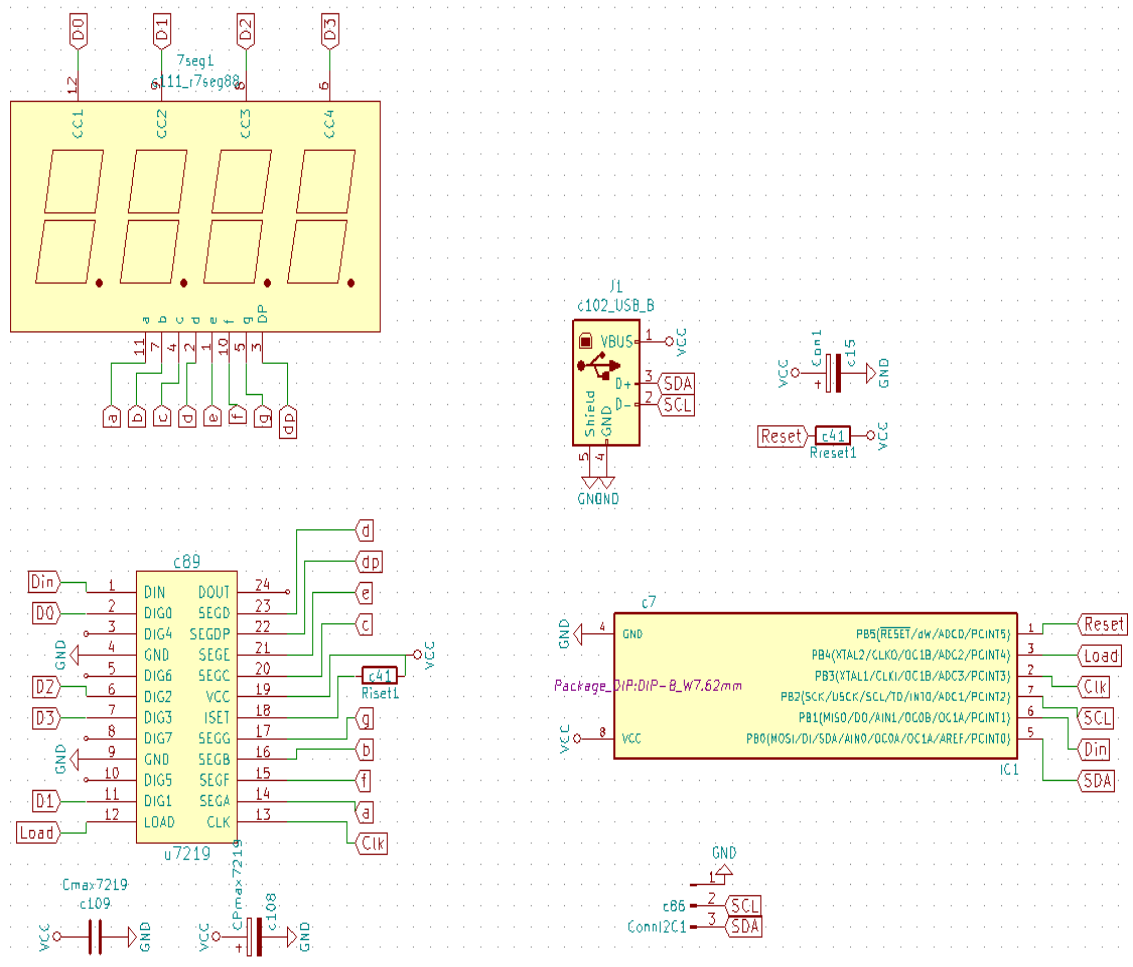 D0 D1 D2 D3
7seg1
c111_r7seg88
12 9 8 6
CC1 CC2 CC3 CC4
a b c d e f g DP
11 7 4 2 1 10 5 3
a b c d e f g dp
J1
c102_USB_B
VBUS 1 VCC
D+ 3 SDA
D- 2 SCL
Shield GND
5 4
GND GND
Con1
c15
VCC + GND
Reset c41 VCC
Rreset1
c89
Din 1 DIN DOUT 24
D0 2 DIG0 SEGD 23 d
3 DIG4 SEGDP 22 dp
GND 4 GND SEGE 21 e
5 DIG6 SEGC 20 c
D2 6 DIG2 VCC 19 VCC
D3 7 DIG3 ISET 18 c41
Riset1
8 DIG7 SEGG 17 g
GND 9 GND SEGB 16 b
10 DIG5 SEGF 15 f
D1 11 DIG1 SEGA 14 a
Load 12 LOAD CLK 13 Clk
u7219
c7
GND 4 GND PB5(RESET/dW/ADC0/PCINT5) 1 Reset
PB4(XTAL2/CLKO/OC1B/ADC2/PCINT4) 3 Load
PB3(XTAL1/CLKI/OC1B/ADC3/PCINT3) 2 Clk
Package_DIP:DIP-8_W7.62mm
PB2(SCK/USCK/SCL/T0/INT0/ADC1/PCINT2) 7 SCL
PB1(MISO/DO/AIN1/OC0B/OC1A/PCINT1) 6 Din
VCC 8 VCC PB0(MOSI/DI/SDA/AIN0/OC0A/OC1A/AREF/PCINT0) 5 SDA
IC1
Cmax7219
c109
VCC GND
CPmax7219
c108
VCC + GND
GND
1
c86 2 SCL
ConnI2C1 3 SDA